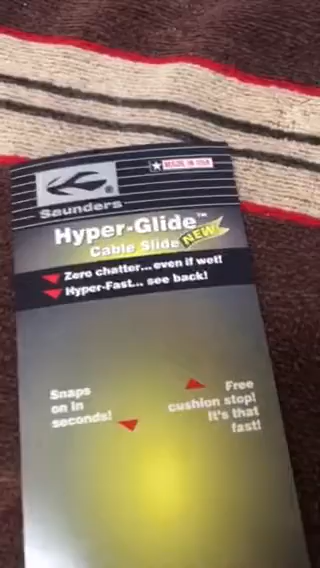 MADE IN USA
®
Saunders
Hyper-Glide™
Cable Slide NEW!
Zero chatter...even if wet!
Hyper-Fast... see back!
Snaps
on in
seconds!
Free
cushion stop!
It's that
fast!